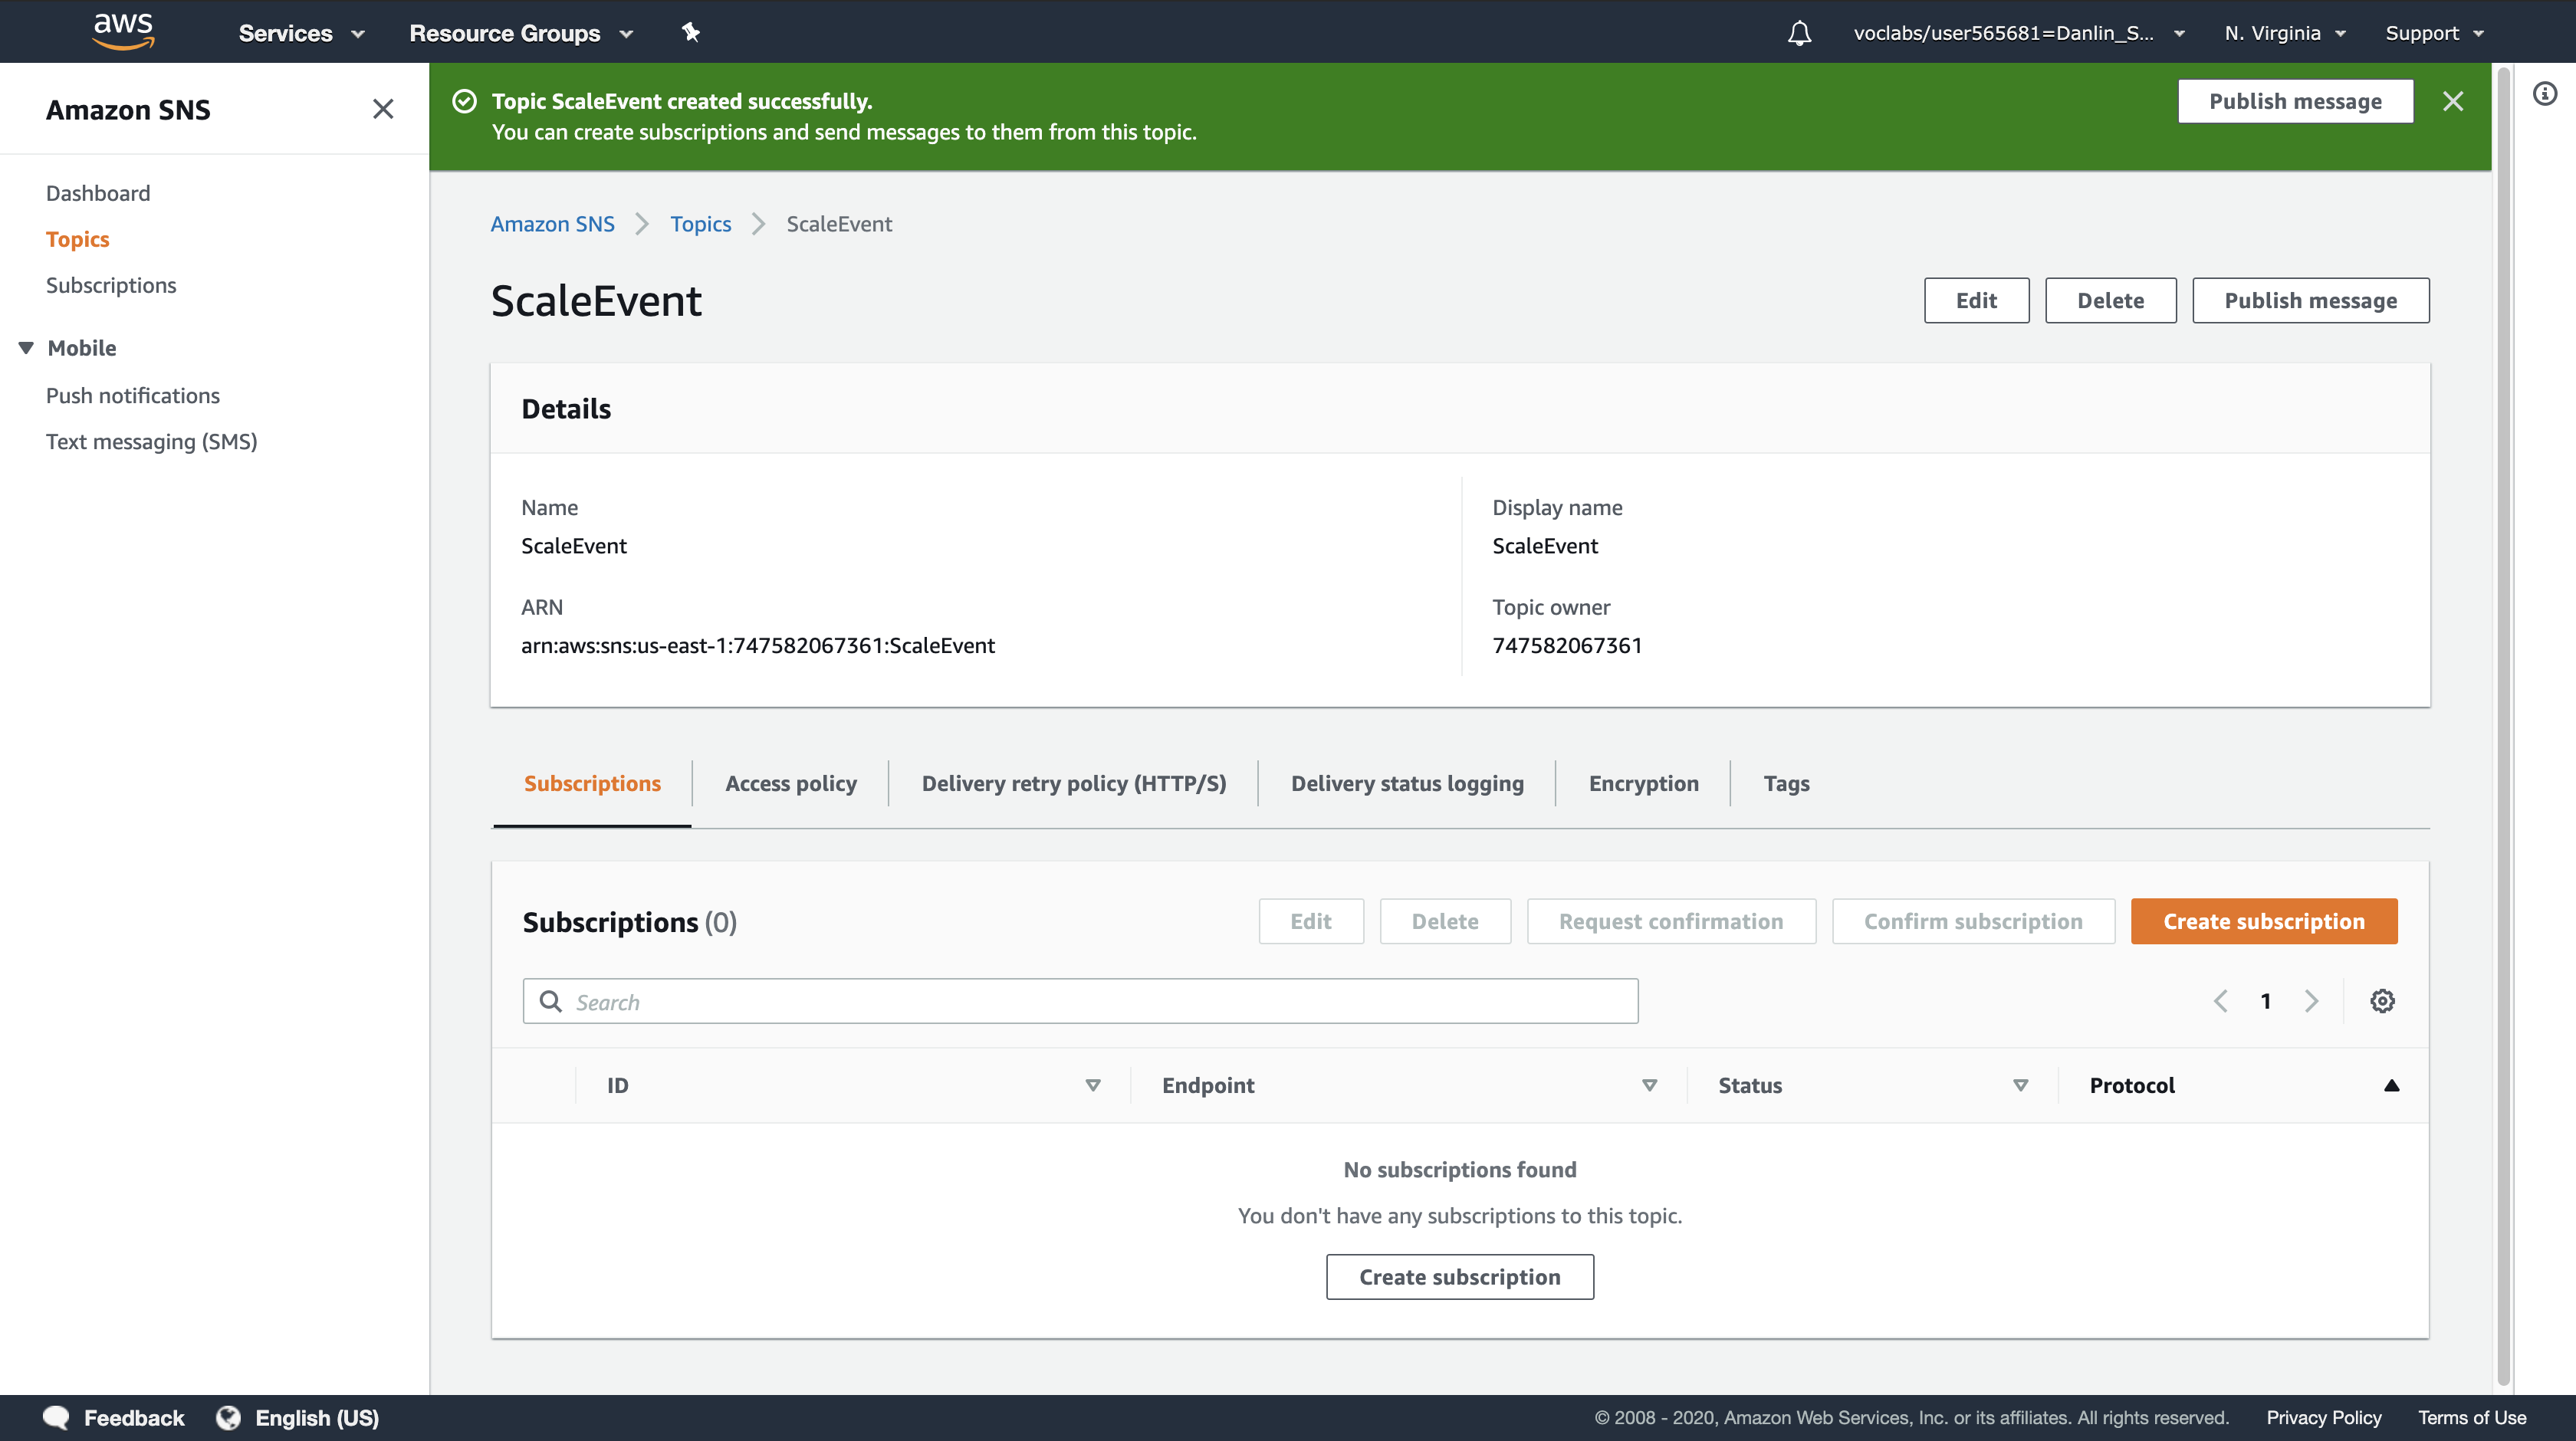 aws
Services
Resource Groups
voclabs/user565681=Danlin_S...
N. Virginia
Support
Amazon SNS
Dashboard
Topics
Subscriptions
Mobile
Push notifications
Text messaging (SMS)
Topic ScaleEvent created successfully.
You can create subscriptions and send messages to them from this topic.
Publish message
Amazon SNS
Topics
ScaleEvent
ScaleEvent
Edit
Delete
Publish message
Details
Name
ScaleEvent
ARN
arn:aws:sns:us-east-1:747582067361:ScaleEvent
Display name
ScaleEvent
Topic owner
747582067361
Subscriptions
Access policy
Delivery retry policy (HTTP/S)
Delivery status logging
Encryption
Tags
Subscriptions (0)
Edit
Delete
Request confirmation
Confirm subscription
Create subscription
Search
1
ID
Endpoint
Status
Protocol
No subscriptions found
You don't have any subscriptions to this topic.
Create subscription
Feedback
English (US)
© 2008 - 2020, Amazon Web Services, Inc. or its affiliates. All rights reserved.
Privacy Policy
Terms of Use